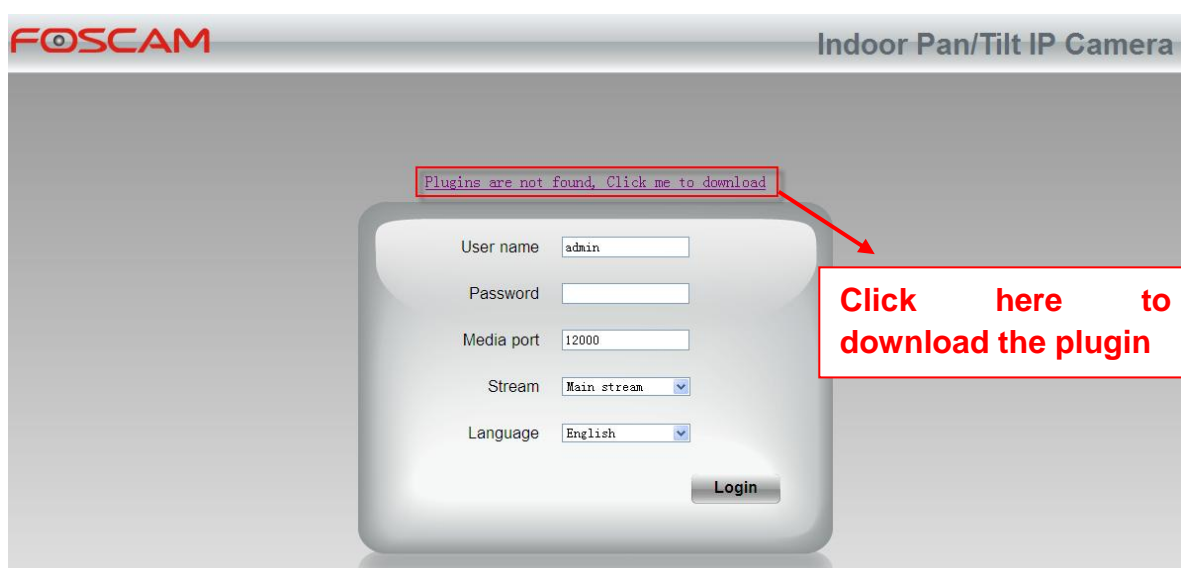 FOSCAM
Indoor Pan/Tilt IP Camera
Plugins are not found, Click me to download
User name admin
Password
Media port 12000
Stream Main stream
Language English
Login
Click here to
download the plugin